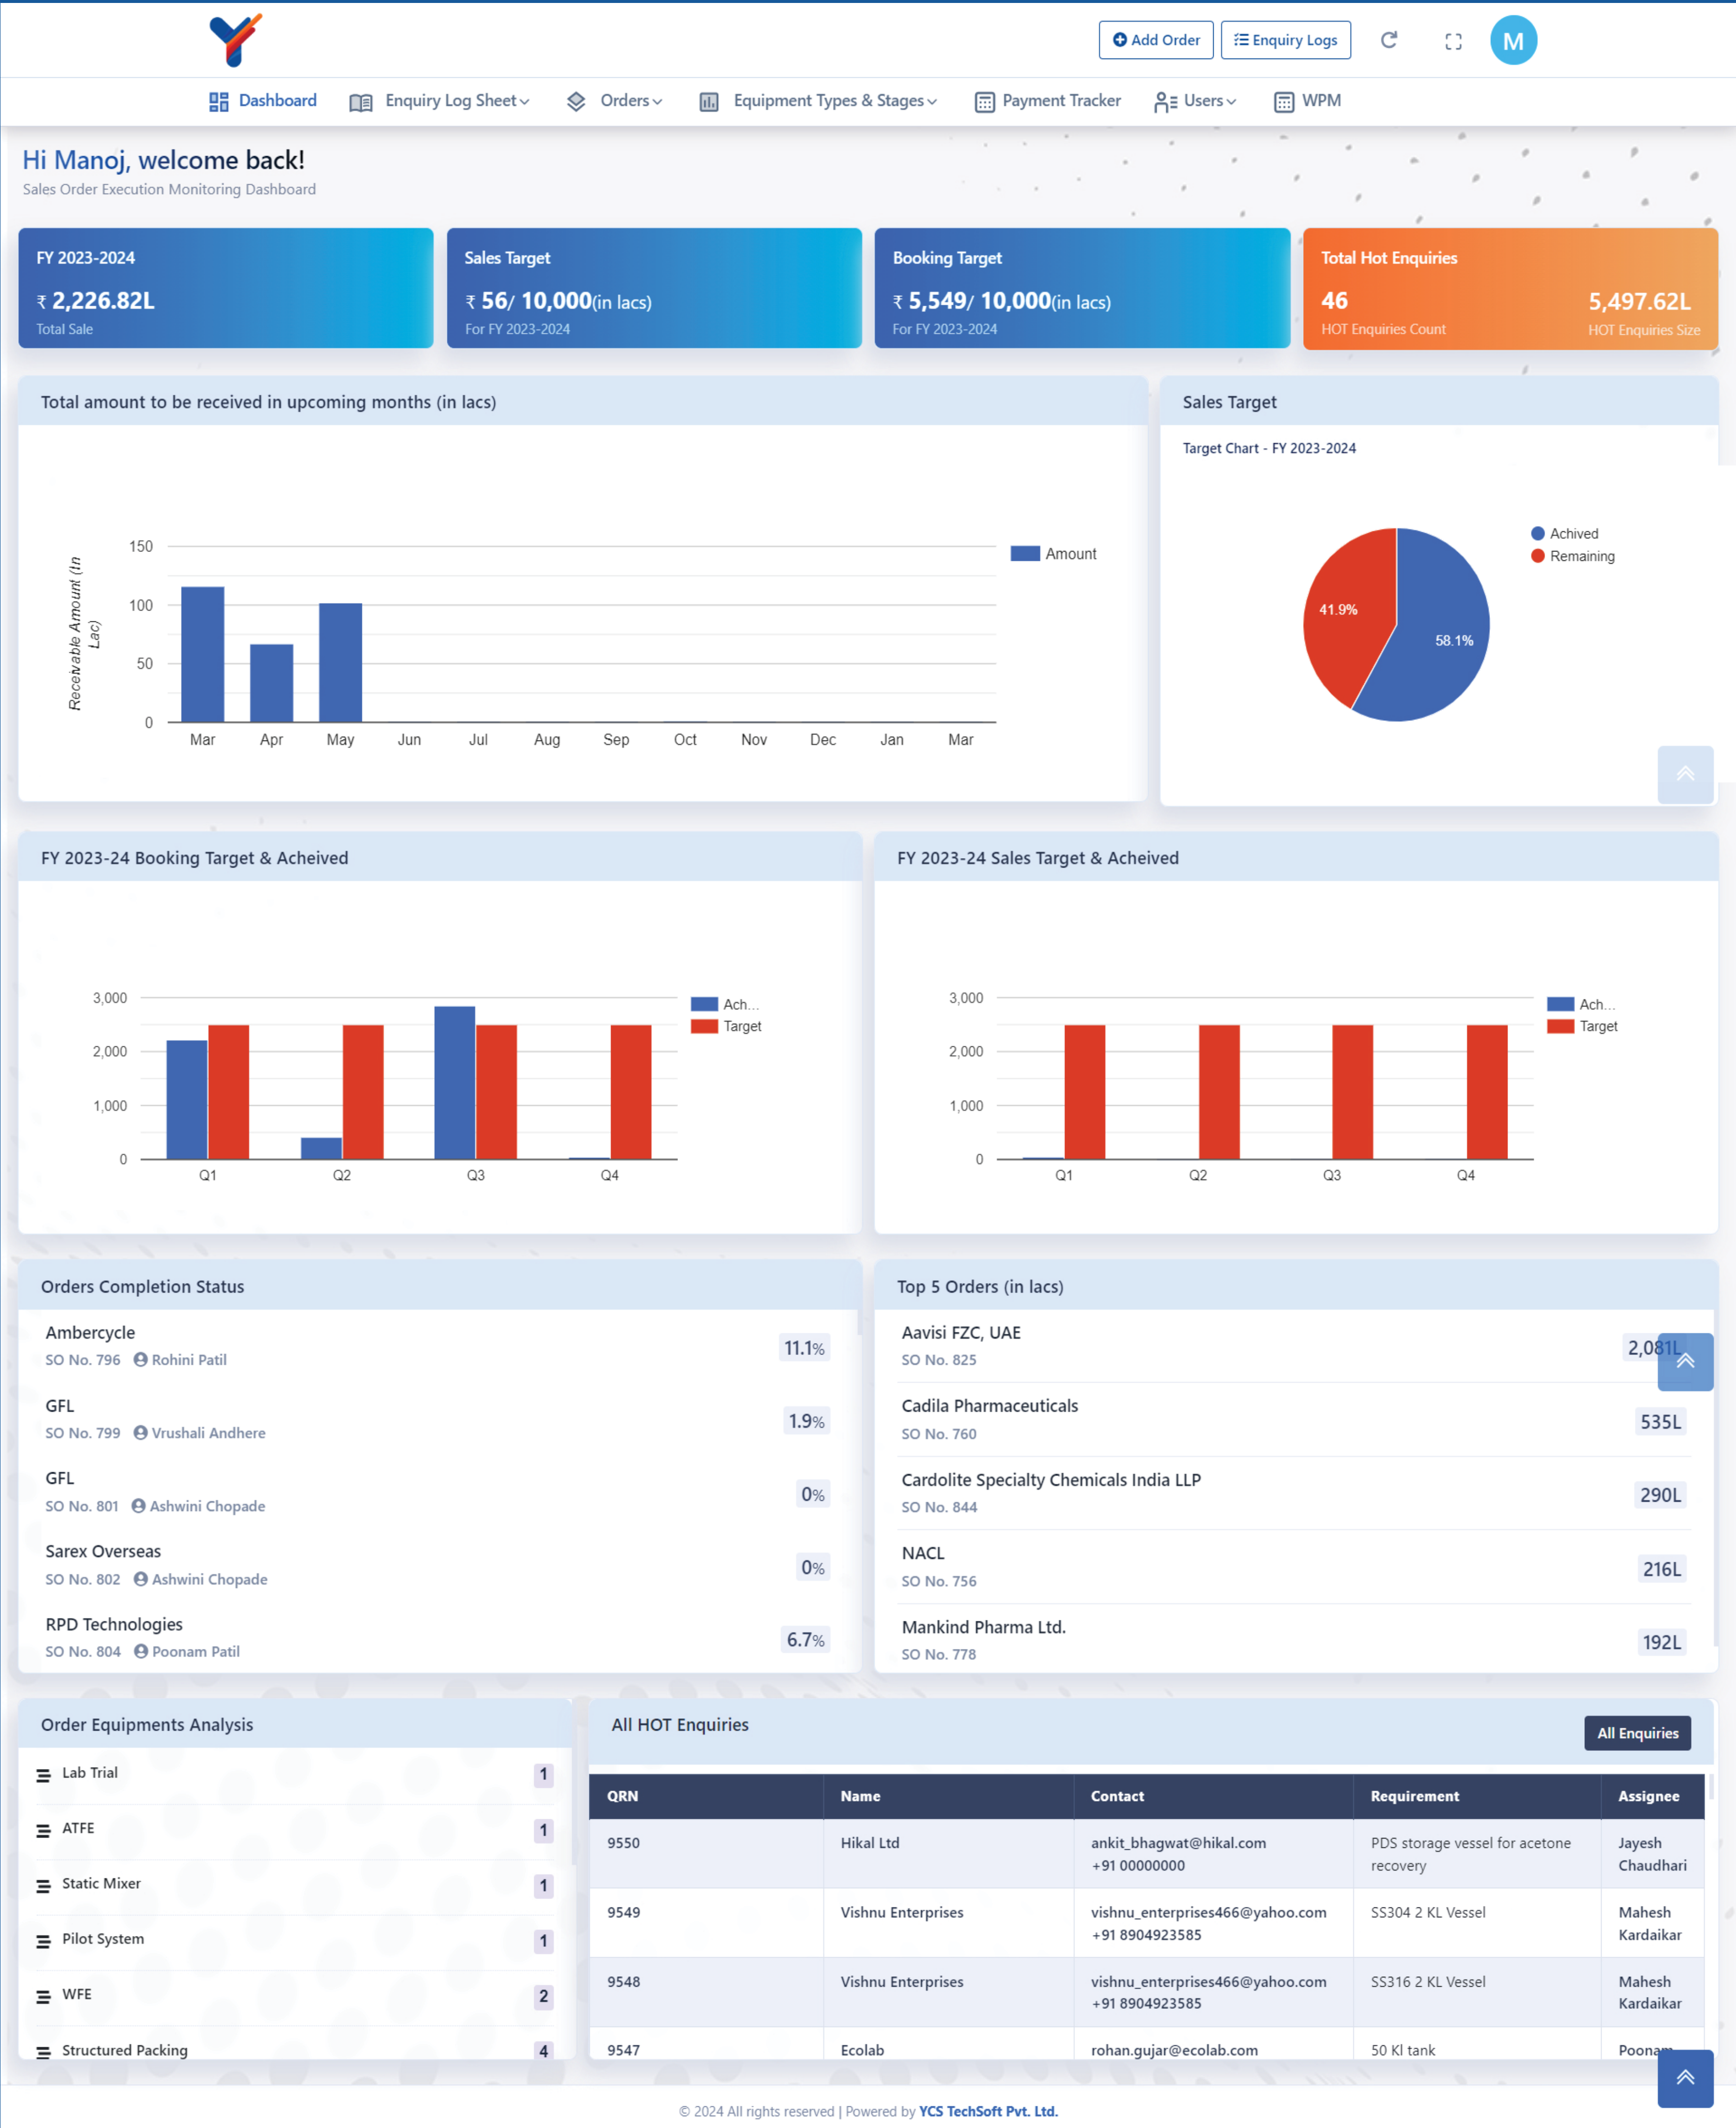 Add Order
Enquiry Logs
M
Dashboard
Enquiry Log Sheet
Orders
Equipment Types & Stages
Payment Tracker
Users
WPM
Hi Manoj, welcome back!
Sales Order Execution Monitoring Dashboard
FY 2023-2024
₹ 2,226.82L
Total Sale
Sales Target
₹ 56/ 10,000(in lacs)
For FY 2023-2024
Booking Target
₹ 5,549/ 10,000(in lacs)
For FY 2023-2024
Total Hot Enquiries
46
HOT Enquiries Count
5,497.62L
HOT Enquiries Size
Total amount to be received in upcoming months (in lacs)
Receivable Amount (In
Lac)
150
100
50
0
Mar Apr May Jun Jul Aug Sep Oct Nov Dec Jan Mar
Amount
Sales Target
Target Chart - FY 2023-2024
41.9%
58.1%
Achived
Remaining
FY 2023-24 Booking Target & Acheived
3,000
2,000
1,000
0
Q1 Q2 Q3 Q4
Ach...
Target
FY 2023-24 Sales Target & Acheived
3,000
2,000
1,000
0
Q1 Q2 Q3 Q4
Ach...
Target
Orders Completion Status
Ambercycle
SO No. 796 Rohini Patil
11.1%
GFL
SO No. 799 Vrushali Andhere
1.9%
GFL
SO No. 801 Ashwini Chopade
0%
Sarex Overseas
SO No. 802 Ashwini Chopade
0%
RPD Technologies
SO No. 804 Poonam Patil
6.7%
Top 5 Orders (in lacs)
Aavisi FZC, UAE
SO No. 825
2,081L
Cadila Pharmaceuticals
SO No. 760
535L
Cardolite Specialty Chemicals India LLP
SO No. 844
290L
NACL
SO No. 756
216L
Mankind Pharma Ltd.
SO No. 778
192L
Order Equipments Analysis
Lab Trial 1
ATFE 1
Static Mixer 1
Pilot System 1
WFE 2
Structured Packing 4
All HOT Enquiries
All Enquiries
QRN Name Contact Requirement Assignee
9550 Hikal Ltd ankit_bhagwat@hikal.com PDS storage vessel for acetone Jayesh
+91 00000000 recovery Chaudhari
9549 Vishnu Enterprises vishnu_enterprises466@yahoo.com SS304 2 KL Vessel Mahesh
+91 8904923585 Kardaikar
9548 Vishnu Enterprises vishnu_enterprises466@yahoo.com SS316 2 KL Vessel Mahesh
+91 8904923585 Kardaikar
9547 Ecolab rohan.gujar@ecolab.com 50 Kl tank Poonam
© 2024 All rights reserved | Powered by YCS TechSoft Pvt. Ltd.